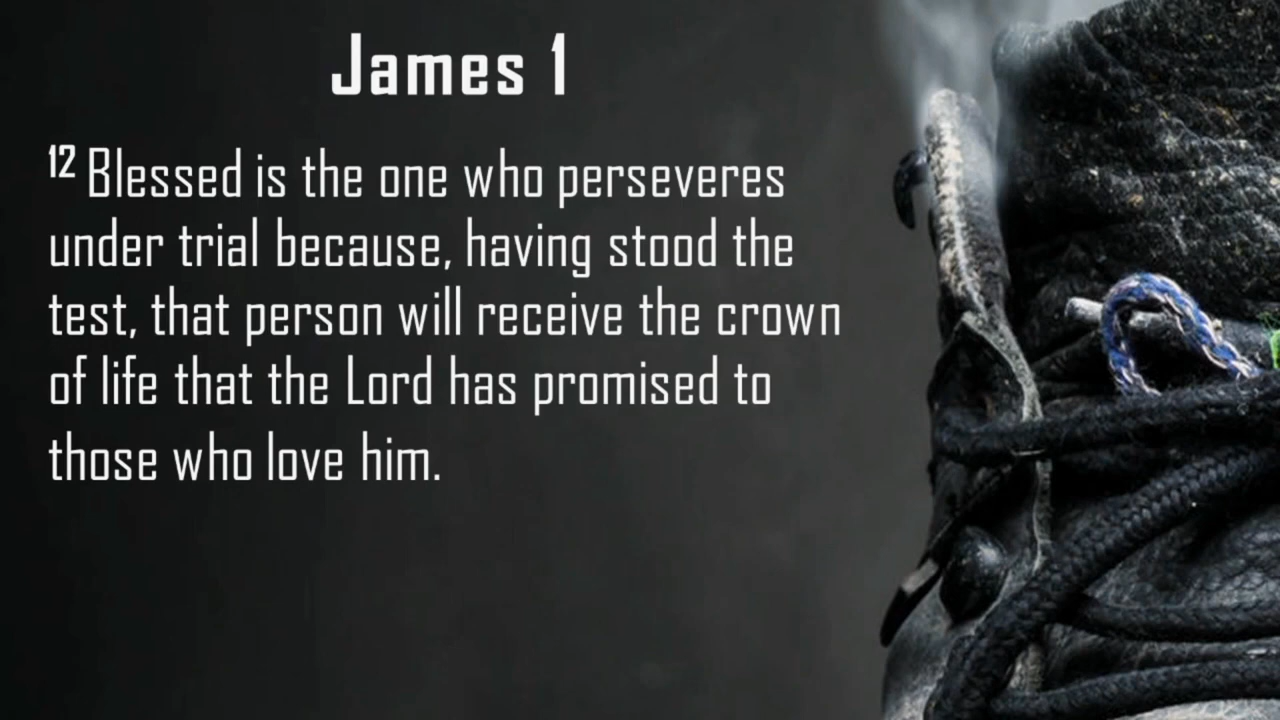 James 1
12 Blessed is the one who perseveres
under trial because, having stood the
test, that person will receive the crown
of life that the Lord has promised to
those who love him.